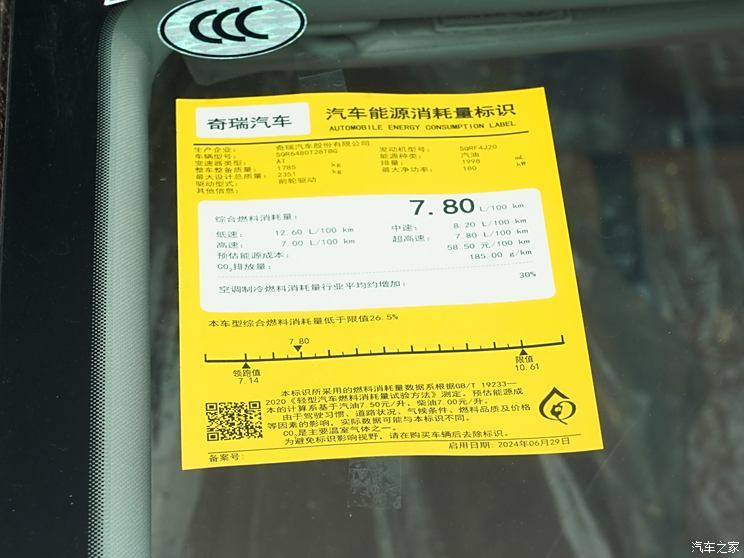 CCC
奇瑞汽车
汽车能源消耗量标识
AUTOMOBILE ENERGY CONSUMPTION LABEL
生产企业： 奇瑞汽车股份有限公司
车辆型号： SQR6480T28TBG 发动机型号： SQRF4J20
变速器类型： AT 能源种类： 汽油
整车整备质量： 1785 kg 排量： 1998 mL
最大设计总质量： 2351 kg 最大净功率： 180 kW
驱动型式： 前轮驱动
其他信息：
综合燃料消耗量： 7.80 L/100 km
低速： 12.60 L/100 km 中速： 8.20 L/100 km
高速： 7.00 L/100 km 超高速： 7.80 L/100 km
预估能源成本： 58.50 元/100 km
CO₂排放量： 185.00 g/km
空调制冷燃料消耗量行业平均约增加： 30%
本车型综合燃料消耗量低于限值26.5%
7.80
领跑值 限值
7.14 10.61
本标识所采用的燃料消耗量数据系根据GB/T 19233—
2020《轻型汽车燃料消耗量试验方法》测定。预估能源成
本的计算系基于汽油7.50元/升，柴油7.00元/升。
由于驾驶习惯、道路状况、气候条件、燃料品质及价格
等因素的影响，实际数据可能与本标识不同。
CO₂是主要温室气体之一。
为避免标识影响视野，请在购买车辆后去除标识。
备案号： 启用日期：2024年06月29日
汽车之家